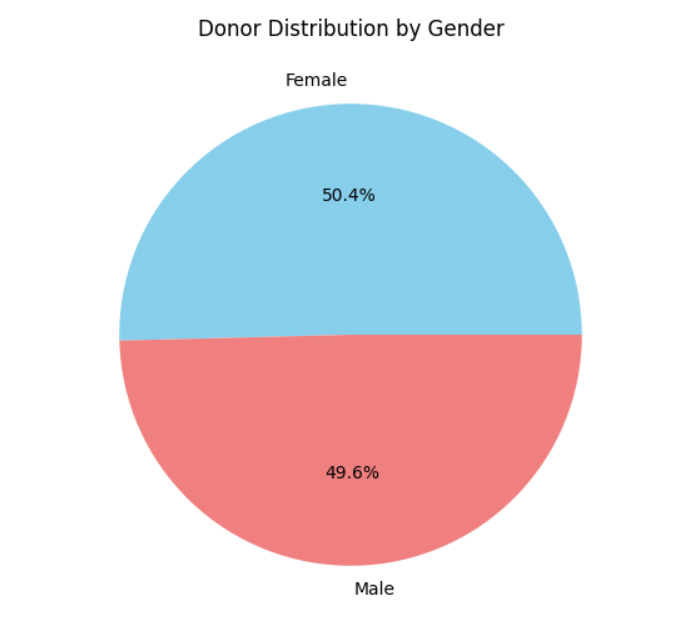 Donor Distribution by Gender
Female
50.4%
49.6%
Male